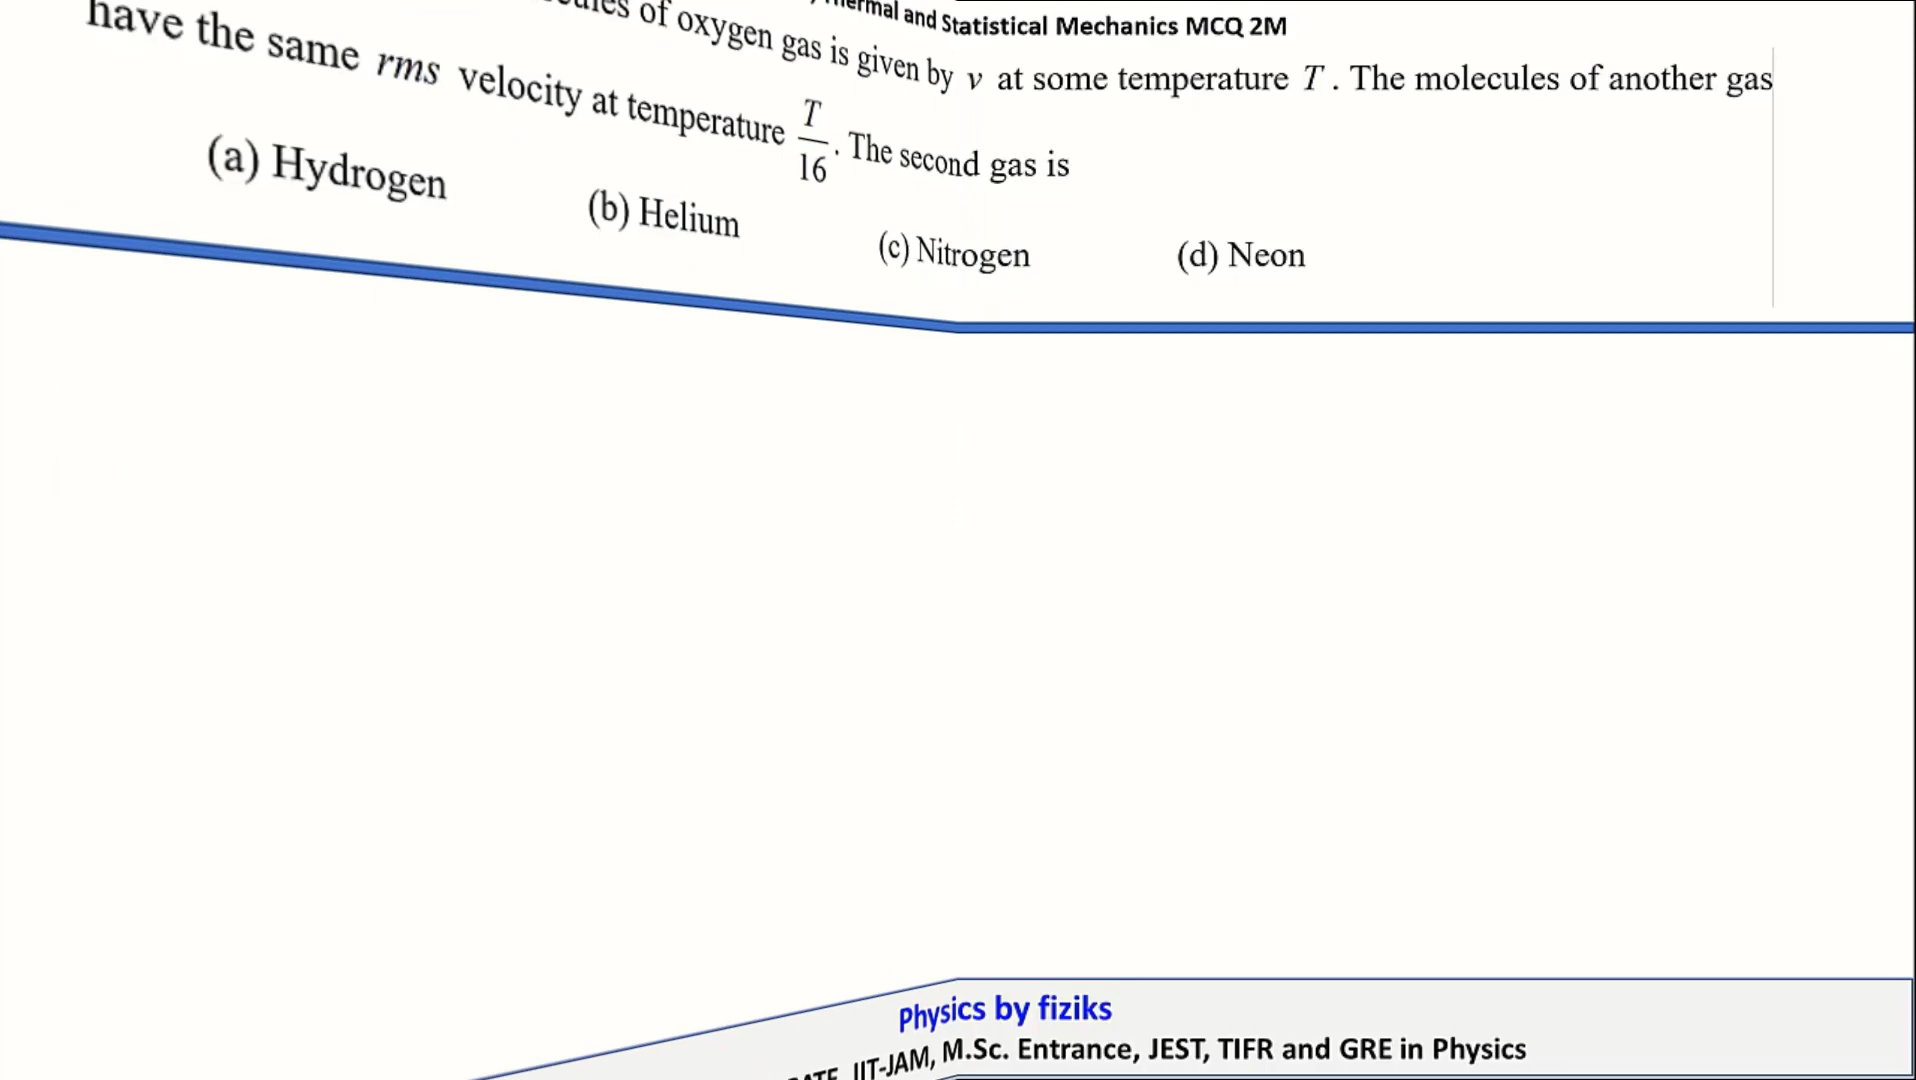 and Statistical Mechanics MCQ 2M
of oxygen gas is given by v at some temperature T . The molecules of another gas
have the same rms velocity at temperature T/16 . The second gas is
(a) Hydrogen (b) Helium (c) Nitrogen (d) Neon
Physics by fiziks
IIT-JAM, M.Sc. Entrance, JEST, TIFR and GRE in Physics